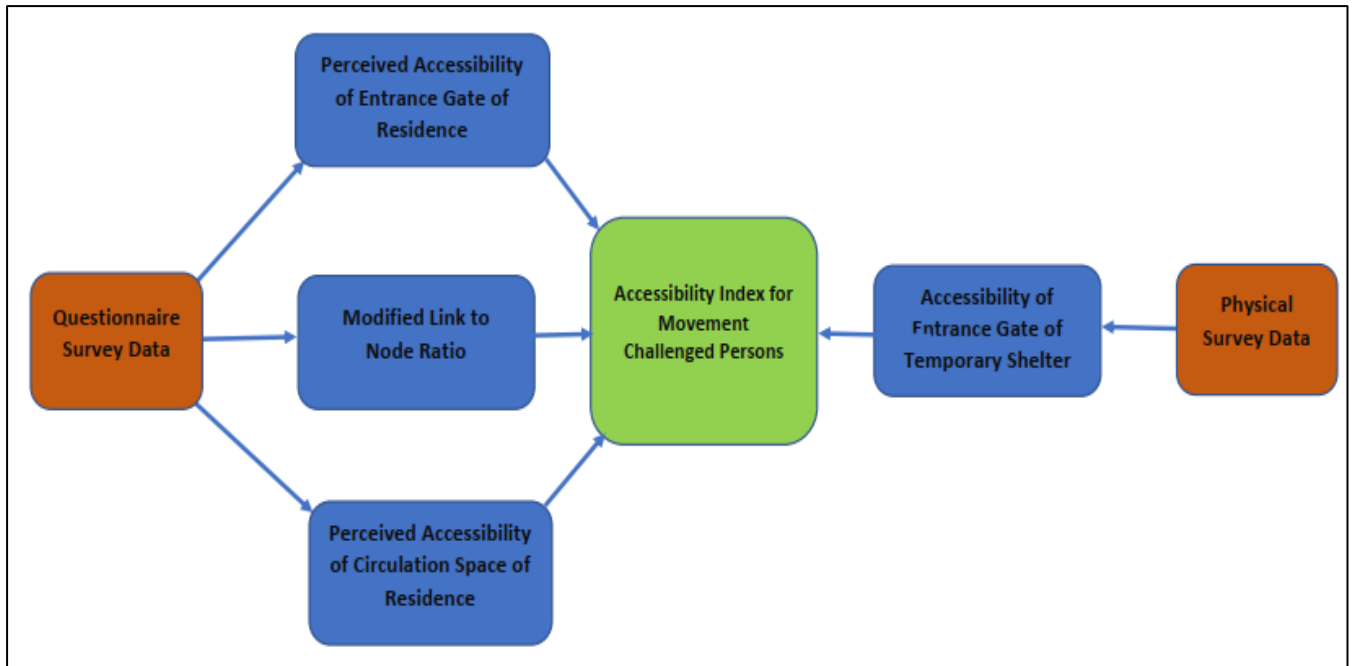 Perceived Accessibility
of Entrance Gate of
Residence
Questionnaire
Survey Data
Modified Link to
Node Ratio
Accessibility Index for
Movement
Challenged Persons
Accessibility of
Entrance Gate of
Temporary Shelter
Physical
Survey Data
Perceived Accessibility
of Circulation Space of
Residence